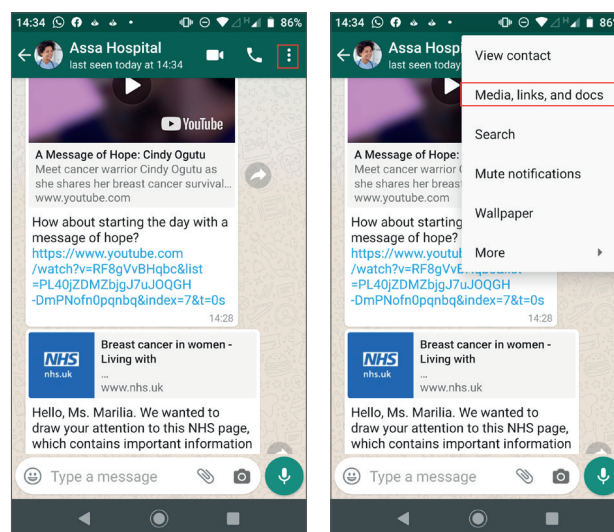 14:34
86%
Assa Hospital
last seen today at 14:34
YouTube
A Message of Hope: Cindy Ogutu
Meet cancer warrior Cindy Ogutu as
she shares her breast cancer survival...
www.youtube.com
How about starting the day with a
message of hope?
https://www.youtube.com
/watch?v=RF8gVvBHqbc&list
=PL40jZDMZbjgJ7uJOQGH
-DmPNofn0pqnbq&index=7&t=0s
14:28
NHS
nhs.uk
Breast cancer in women -
Living with
...
www.nhs.uk
Hello, Ms. Marilia. We wanted to
draw your attention to this NHS page,
which contains important information
Type a message
14:34
H
86%
Assa Hosp
last seen today
View contact
Media, links, and docs
Search
Mute notifications
Wallpaper
More
A Message of Hope:
Meet cancer warrior
she shares her breast
www.youtube.com
How about starting
message of hope?
https://www.youtub
/watch?v=RF8gVvB
=PL40jZDMZbjgJ7uJOQGH
-DmPNofn0pqnbq&index=7&t=0s
14:28
NHS
nhs.uk
Breast cancer in women -
Living with
...
www.nhs.uk
Hello, Ms. Marilia. We wanted to
draw your attention to this NHS page,
which contains important information
Type a message